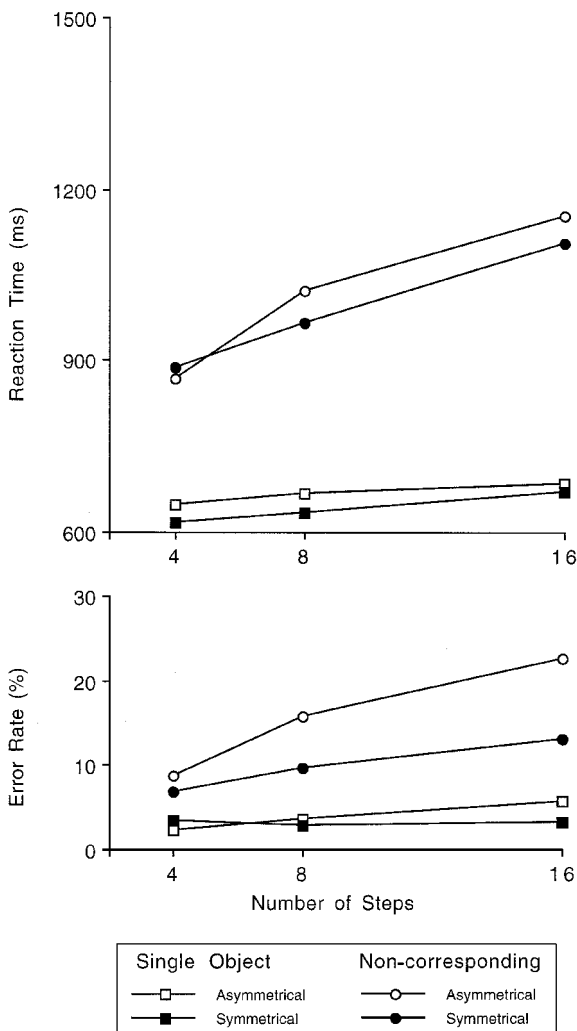 1500
1200
900
600
Reaction Time (ms)
4 8 16
30
20
10
0
Error Rate (%)
4 8 16
Number of Steps
Single Object Non-corresponding
Asymmetrical Asymmetrical
Symmetrical Symmetrical